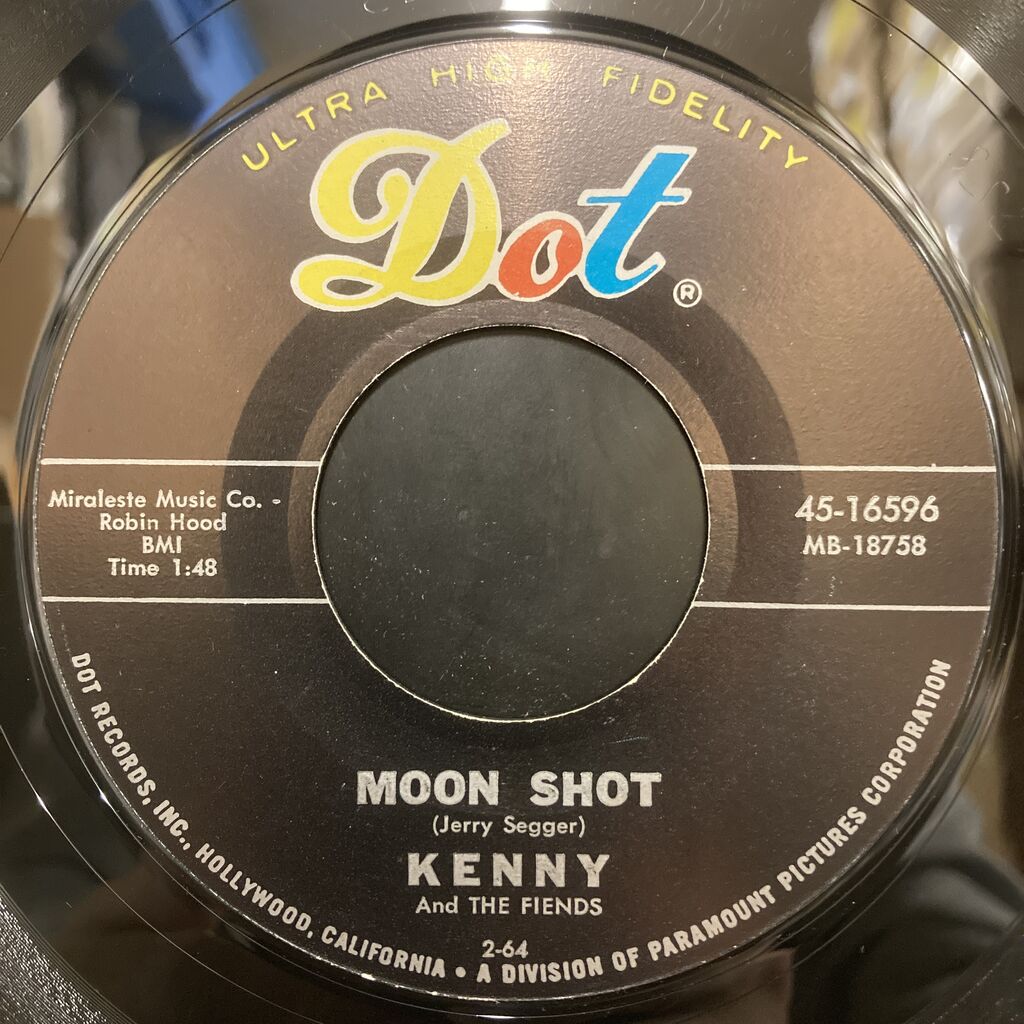 ULTRA HIGH FIDELITY
Dot®
Miraleste Music Co. -
Robin Hood
BMI
Time 1:48
45-16596
MB-18758
MOON SHOT
(Jerry Segger)
KENNY
And THE FIENDS
2-64
DOT RECORDS, INC., HOLLYWOOD, CALIFORNIA • A DIVISION OF PARAMOUNT PICTURES CORPORATION